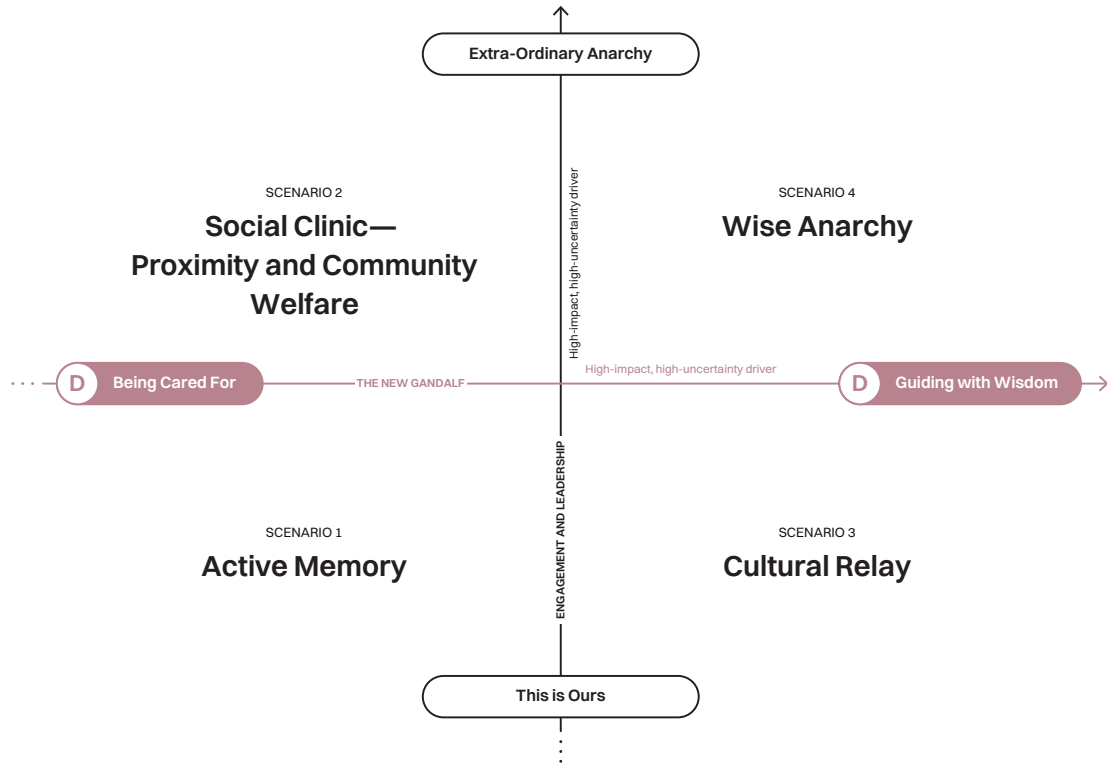 Extra-Ordinary Anarchy
High-impact, high-uncertainty driver
SCENARIO 2
Social Clinic—
Proximity and Community
Welfare
SCENARIO 4
Wise Anarchy
D
Being Cared For
THE NEW GANDALF
High-impact, high-uncertainty driver
D
Guiding with Wisdom
ENGAGEMENT AND LEADERSHIP
SCENARIO 1
Active Memory
SCENARIO 3
Cultural Relay
This is Ours